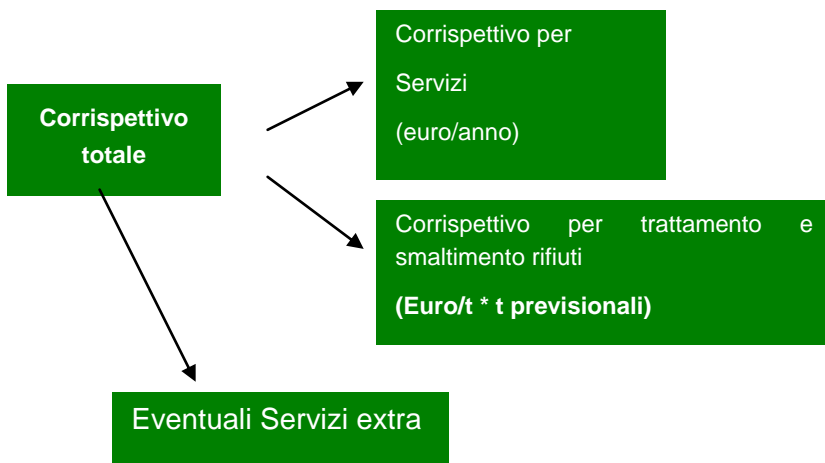 Corrispettivo per
Servizi
(euro/anno)
Corrispettivo
totale
Corrispettivo per trattamento e
smaltimento rifiuti
(Euro/t * t previsionali)
Eventuali Servizi extra